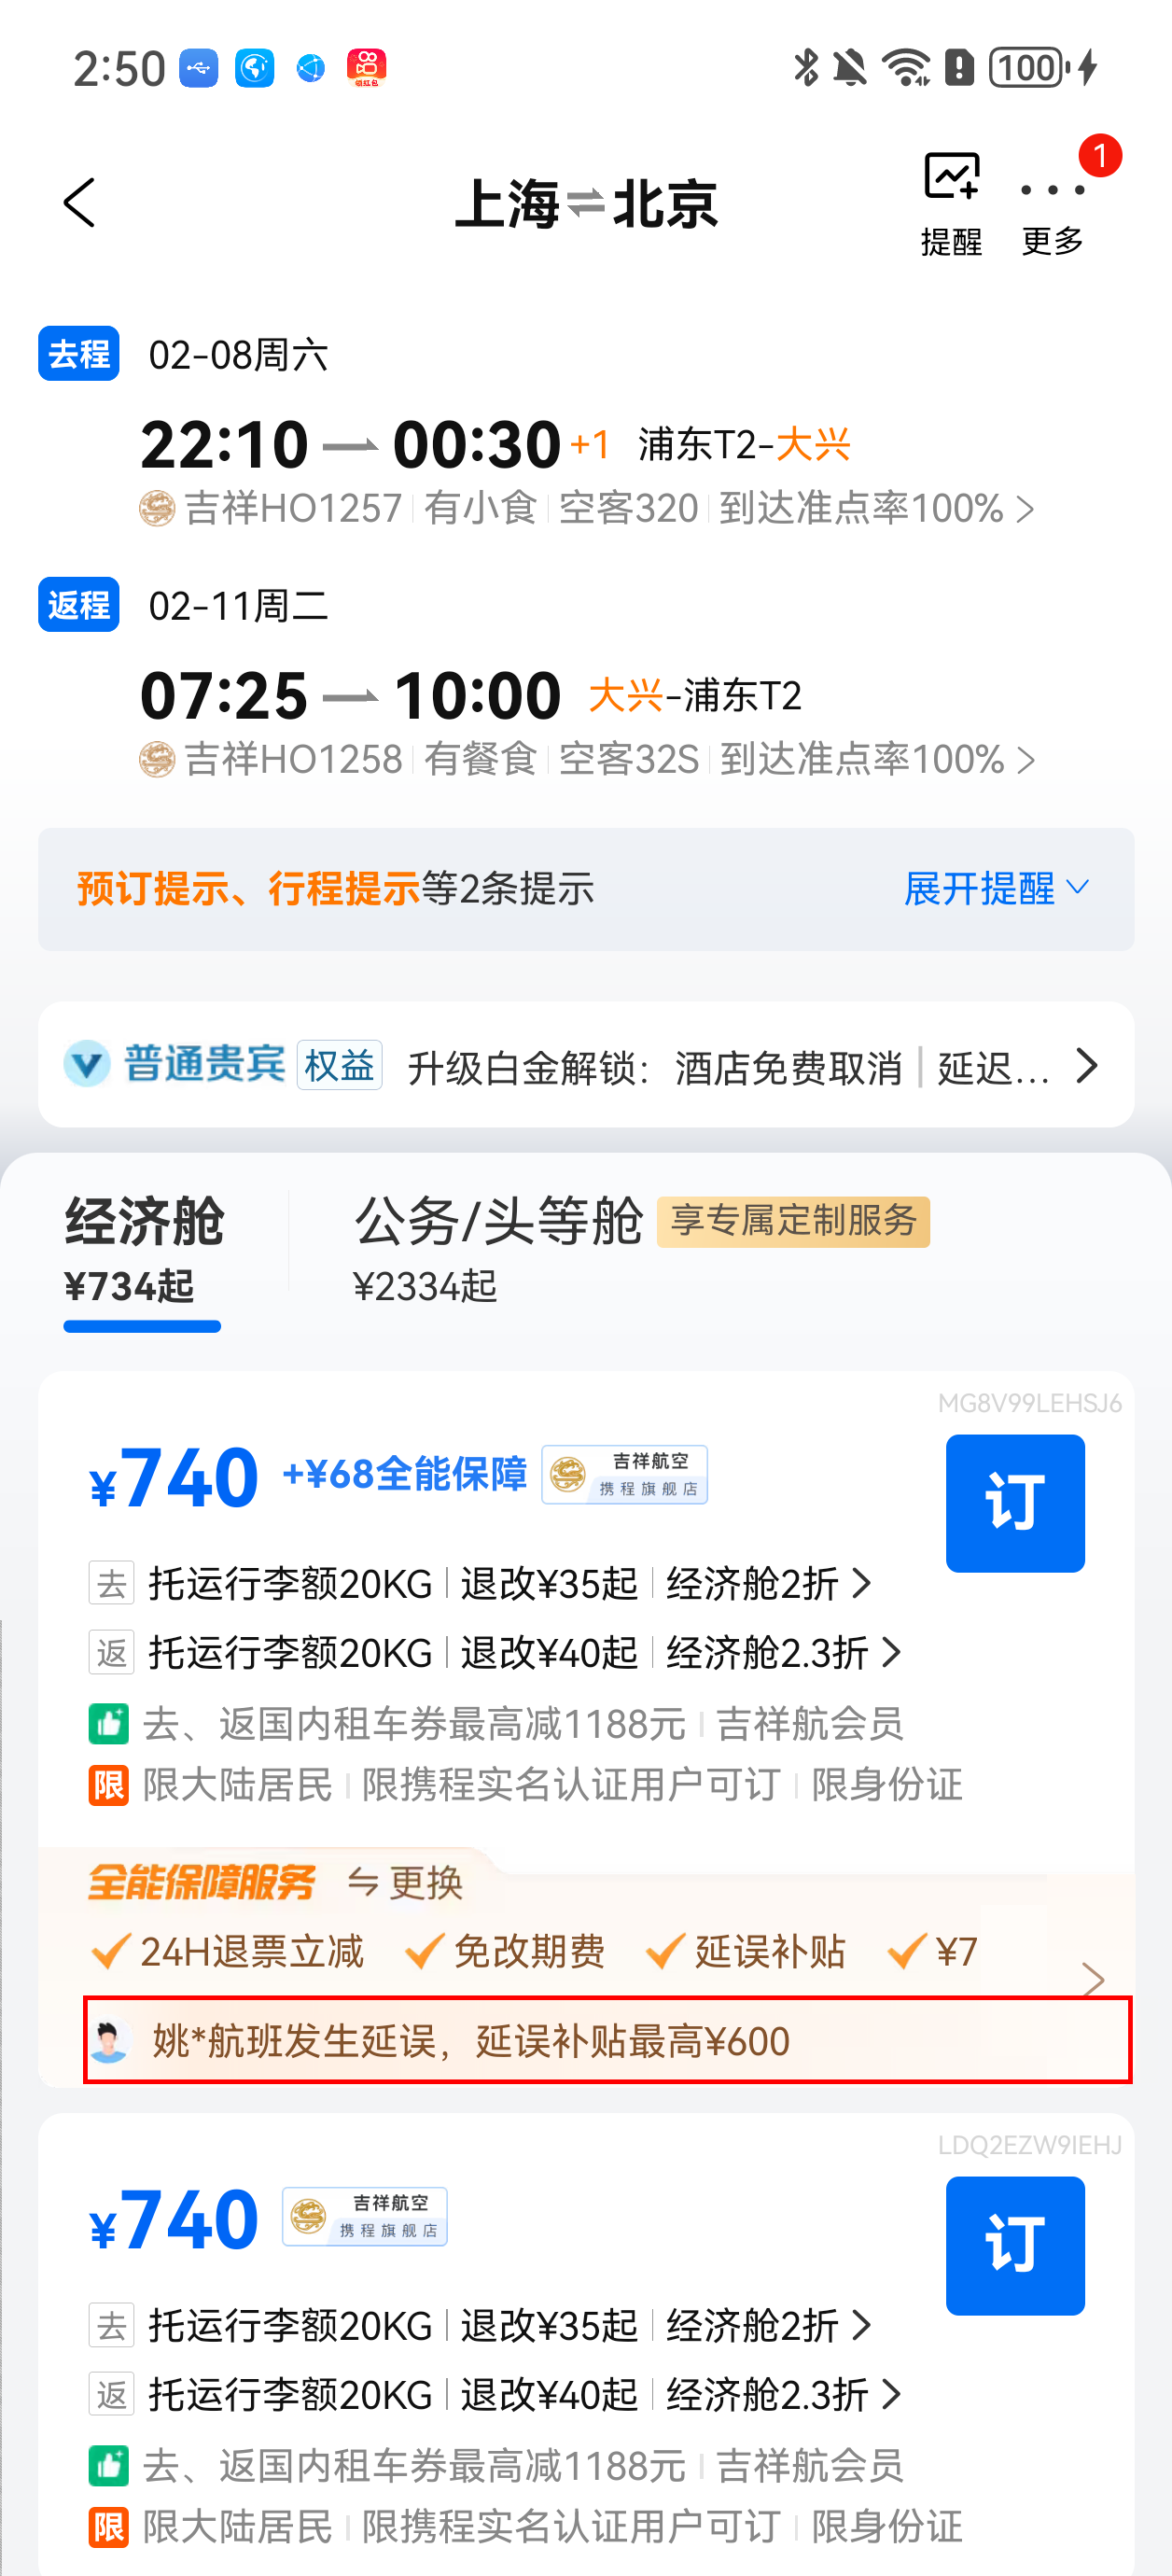 2:50
领红包
100
上海⇌北京
提醒
更多
1
去程 02-08周六
22:10 00:30 +1 浦东T2-大兴
吉祥HO1257 有小食 空客320 到达准点率100%
返程 02-11周二
07:25 10:00 大兴-浦东T2
吉祥HO1258 有餐食 空客32S 到达准点率100%
预订提示、行程提示等2条提示 展开提醒
普通贵宾 权益 升级白金解锁：酒店免费取消 | 延迟...
经济舱 公务/头等舱 享专属定制服务
¥734起 ¥2334起
MG8V99LEHSJ6
¥740 +¥68全能保障 吉祥航空 携程旗舰店
订
去 托运行李额20KG 退改¥35起 经济舱2折
返 托运行李额20KG 退改¥40起 经济舱2.3折
去、返国内租车券最高减1188元 吉祥航会员
限 限大陆居民 限携程实名认证用户可订 限身份证
全能保障服务 更换
24H退票立减 免改期费 延误补贴 ¥7
姚*航班发生延误，延误补贴最高¥600
LDQ2EZW9IEHJ
¥740 吉祥航空 携程旗舰店
订
去 托运行李额20KG 退改¥35起 经济舱2折
返 托运行李额20KG 退改¥40起 经济舱2.3折
去、返国内租车券最高减1188元 吉祥航会员
限 限大陆居民 限携程实名认证用户可订 限身份证